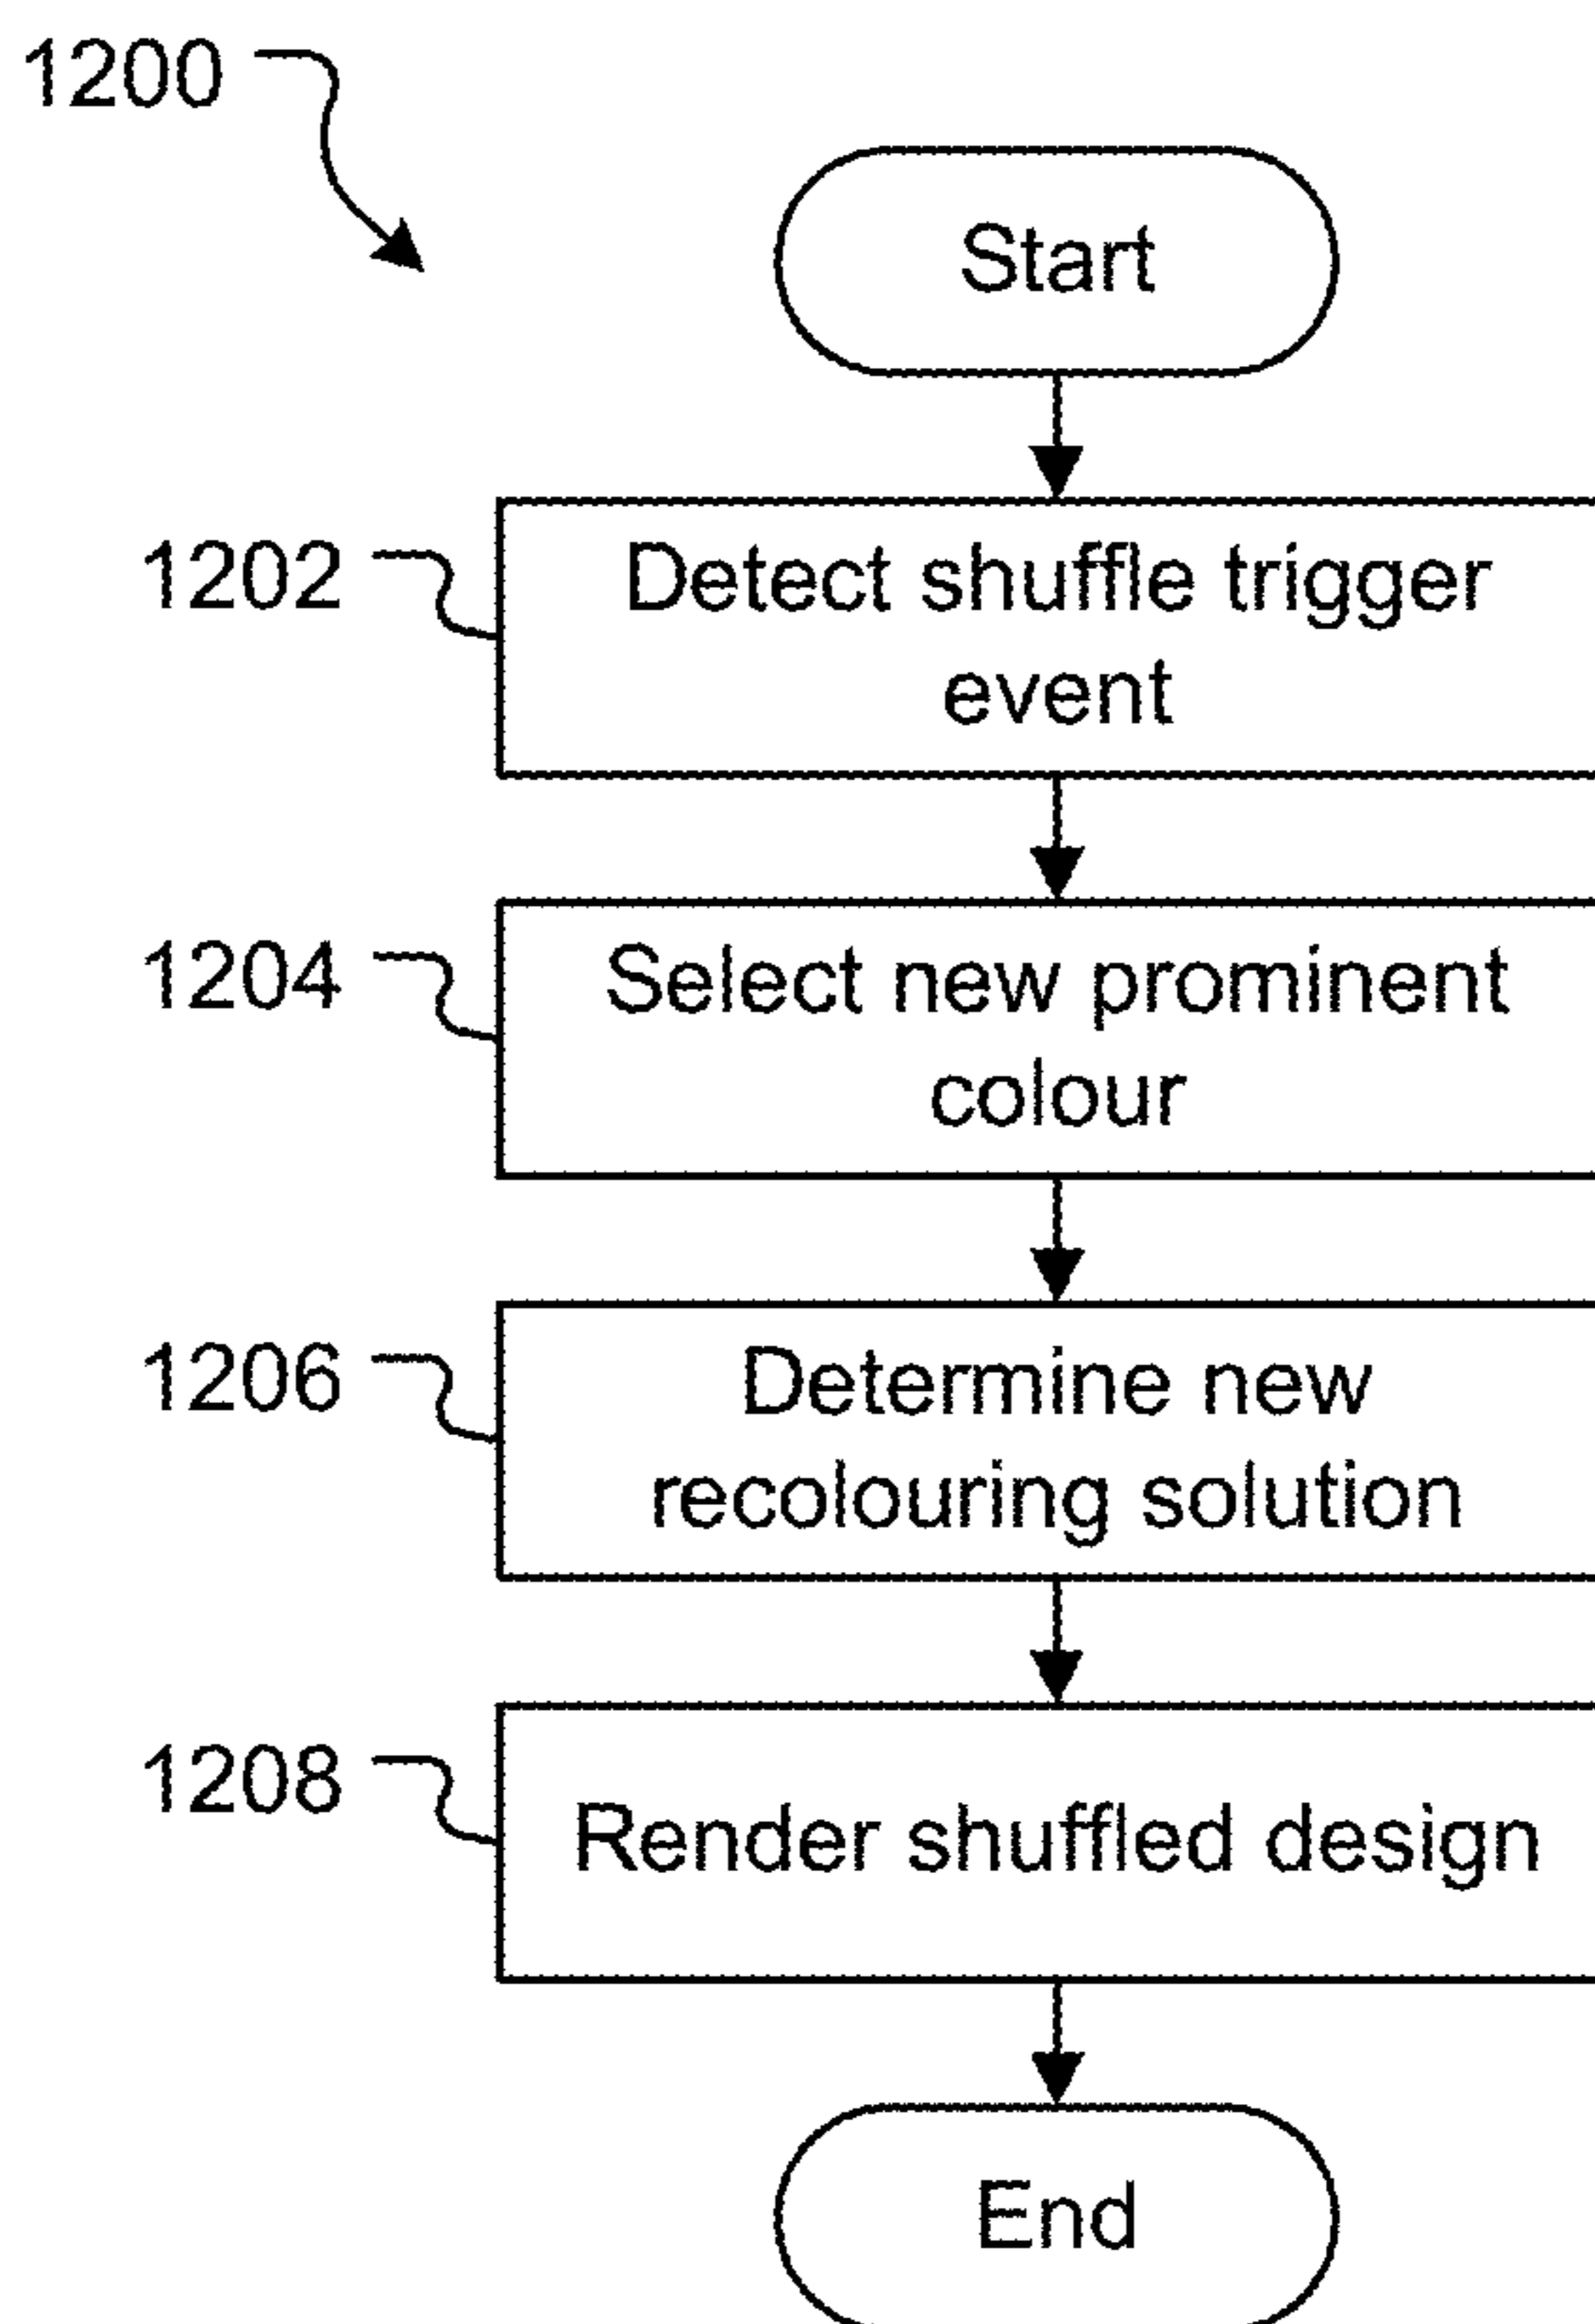 1200
Start
1202
Detect shuffle trigger
event
1204
Select new prominent
colour
1206
Determine new
recolouring solution
1208
Render shuffled design
End